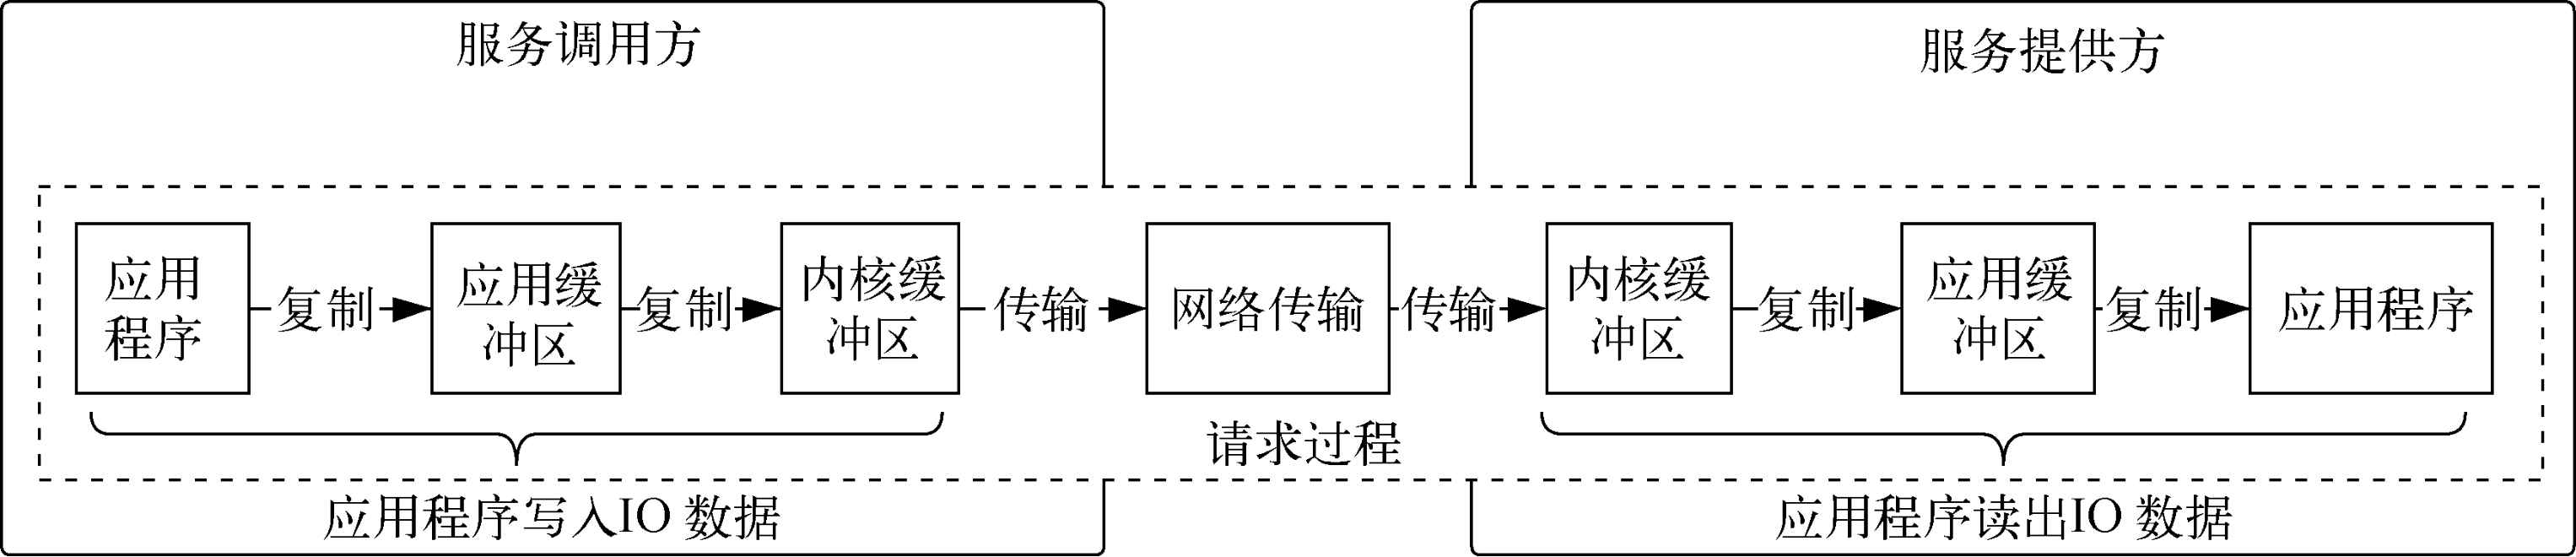 服务调用方
服务提供方
应用
程序
复制
应用缓
冲区
复制
内核缓
冲区
传输
网络传输
传输
内核缓
冲区
复制
应用缓
冲区
复制
应用程序
请求过程
应用程序写入IO 数据
应用程序读出IO 数据